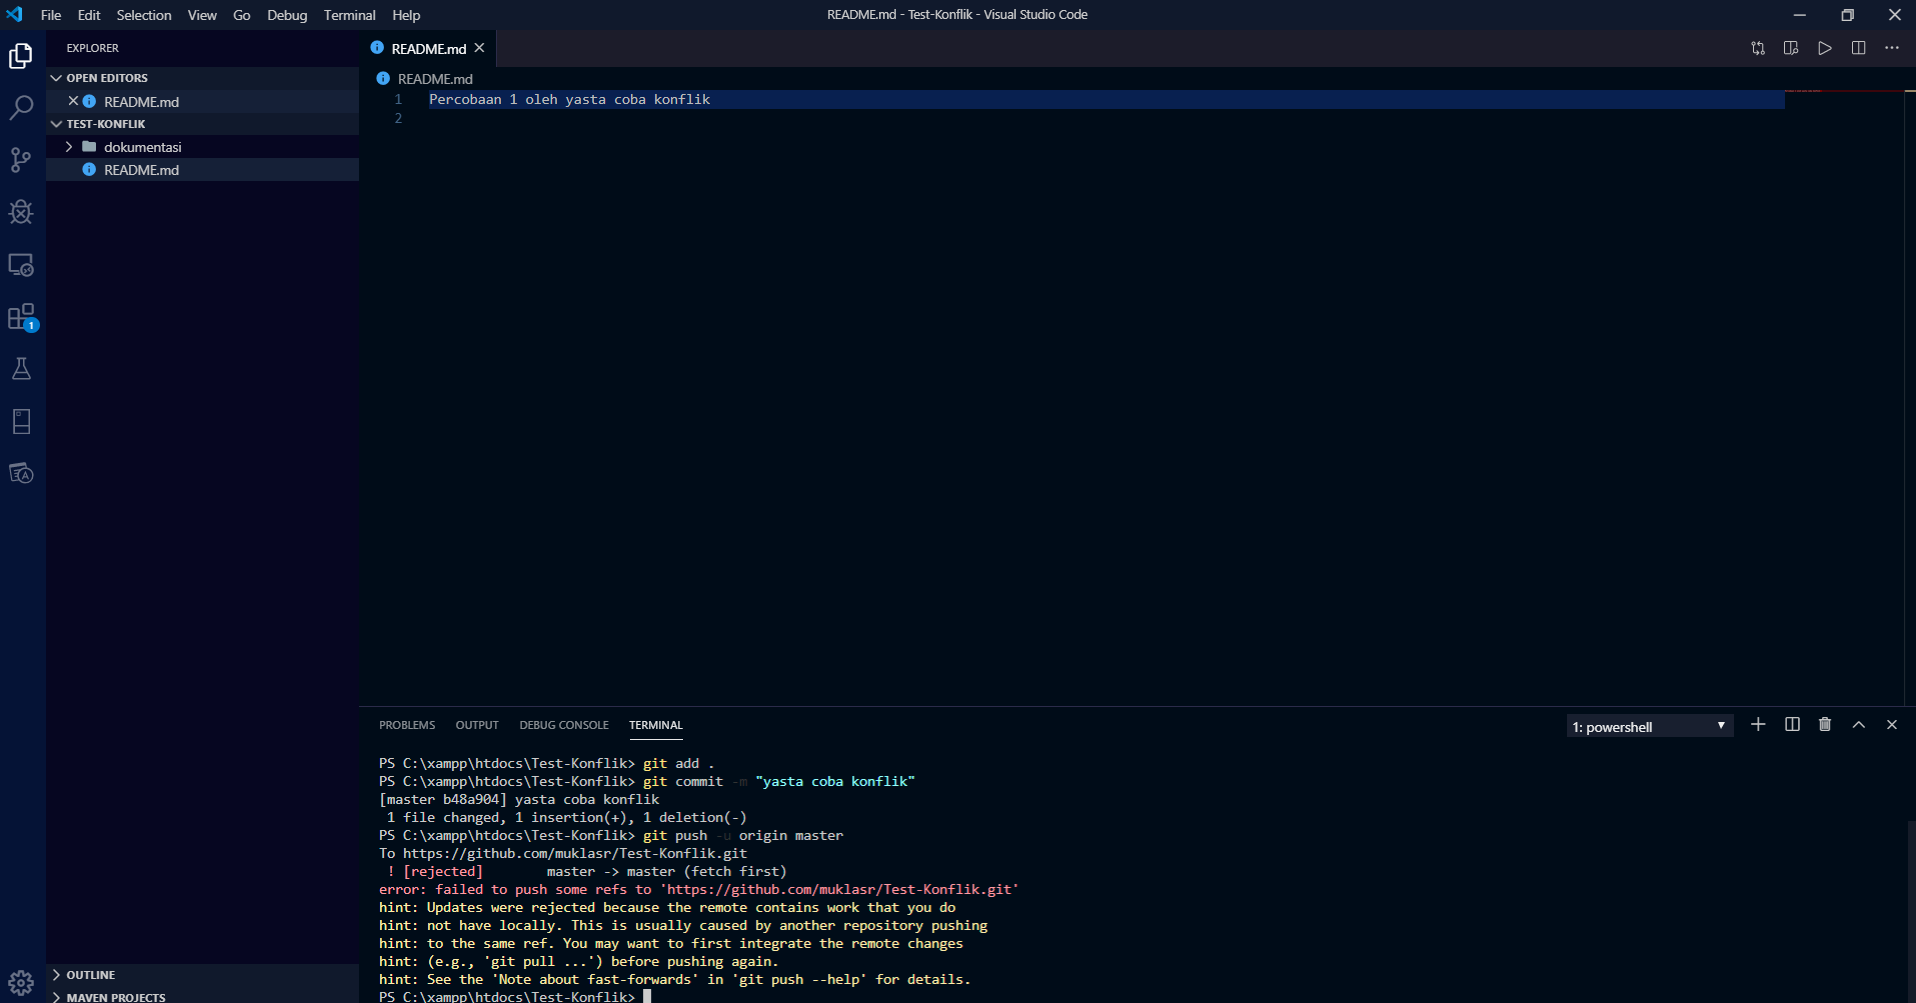 File Edit Selection View Go Debug Terminal Help
README.md - Test-Konflik - Visual Studio Code
EXPLORER
OPEN EDITORS
README.md
TEST-KONFLIK
dokumentasi
README.md
1
OUTLINE
MAVEN PROJECTS
README.md
README.md
1 Percobaan 1 oleh yasta coba konflik
2
PROBLEMS OUTPUT DEBUG CONSOLE TERMINAL
1: powershell
PS C:\xampp\htdocs\Test-Konflik> git add .
PS C:\xampp\htdocs\Test-Konflik> git commit -m "yasta coba konflik"
[master b48a904] yasta coba konflik
1 file changed, 1 insertion(+), 1 deletion(-)
PS C:\xampp\htdocs\Test-Konflik> git push -u origin master
To https://github.com/muklasr/Test-Konflik.git
! [rejected] master -> master (fetch first)
error: failed to push some refs to 'https://github.com/muklasr/Test-Konflik.git'
hint: Updates were rejected because the remote contains work that you do
hint: not have locally. This is usually caused by another repository pushing
hint: to the same ref. You may want to first integrate the remote changes
hint: (e.g., 'git pull ...') before pushing again.
hint: See the 'Note about fast-forwards' in 'git push --help' for details.
PS C:\xampp\htdocs\Test-Konflik>